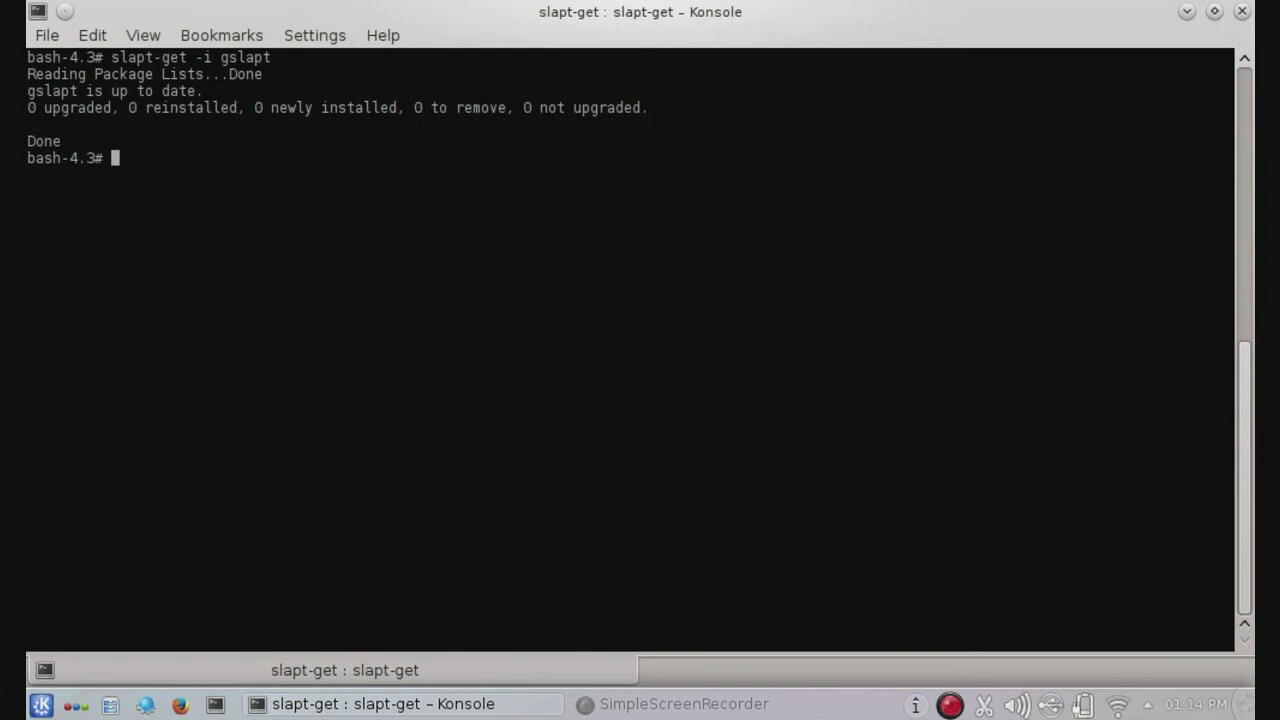 slapt-get : slapt-get – Konsole
File Edit View Bookmarks Settings Help
bash-4.3# slapt-get -i gslapt
Reading Package Lists...Done
gslapt is up to date.
0 upgraded, 0 reinstalled, 0 newly installed, 0 to remove, 0 not upgraded.
Done
bash-4.3#
slapt-get : slapt-get
slapt-get : slapt-get – Konsole
SimpleScreenRecorder
01:14 PM